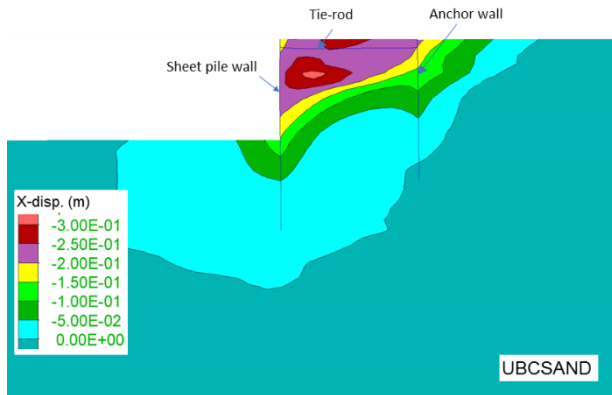 Tie-rod
Anchor wall
Sheet pile wall
X-disp. (m)
-3.00E-01
-2.50E-01
-2.00E-01
-1.50E-01
-1.00E-01
-5.00E-02
0.00E+00
UBCSAND